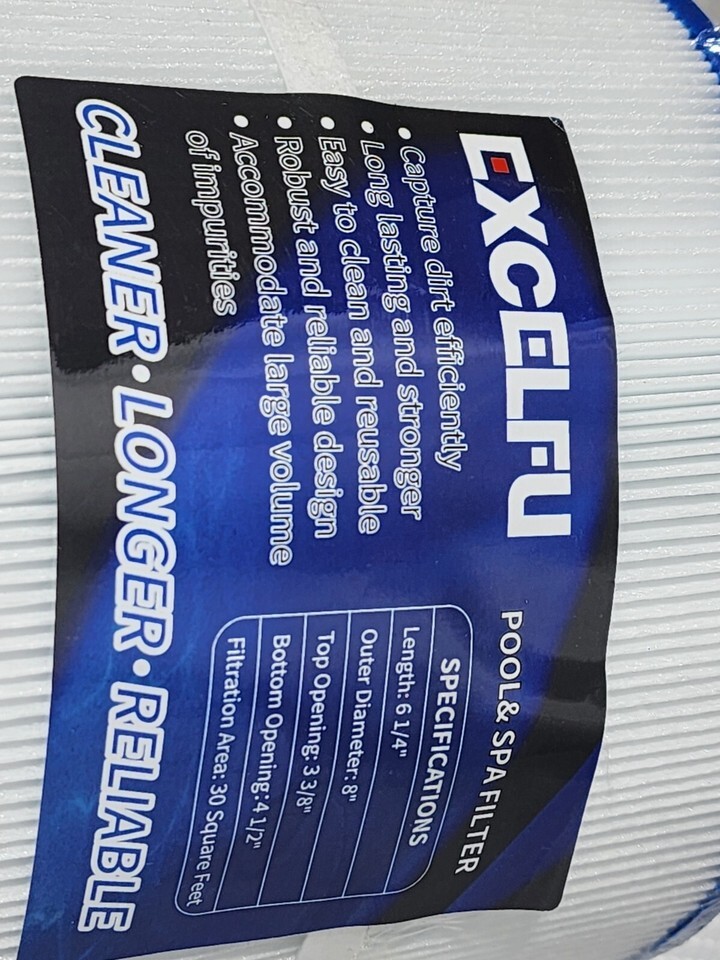 EXCELFU
POOL& SPA FILTER
• Capture dirt efficiently
• Long lasting and stronger
• Easy to clean and reusable
• Robust and reliable design
• Accommodate large volume
of impurities
SPECIFICATIONS
Length: 6 1/4"
Outer Diameter: 8"
Top Opening: 3 3/8"
Bottom Opening: 4 1/2"
Filtration Area: 30 Square Feet
CLEANER • LONGER • RELIABLE